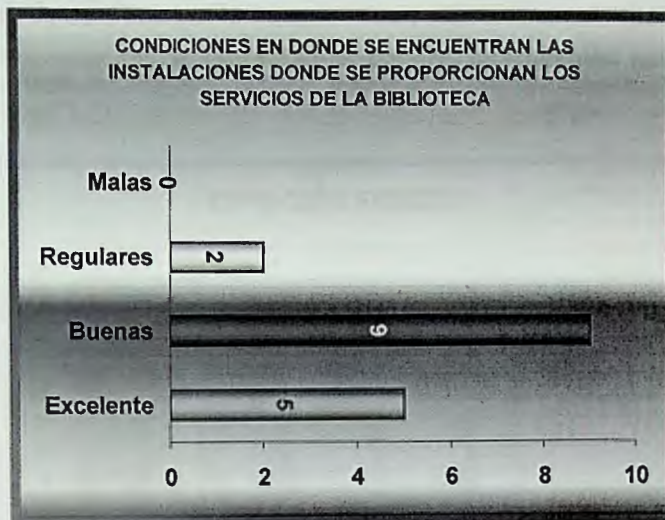 CONDICIONES EN DONDE SE ENCUENTRAN LAS
INSTALACIONES DONDE SE PROPORCIONAN LOS
SERVICIOS DE LA BIBLIOTECA
Malas 0
Regulares 2
Buenas 9
Excelente 5
0 2 4 6 8 10